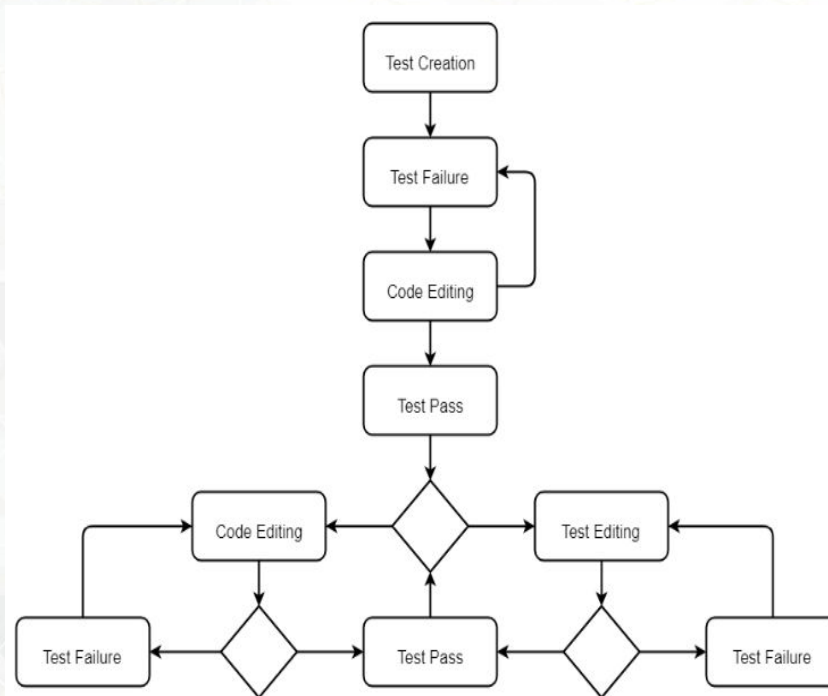 Test Creation
Test Failure
Code Editing
Test Pass
Code Editing
Test Editing
Test Failure
Test Pass
Test Failure